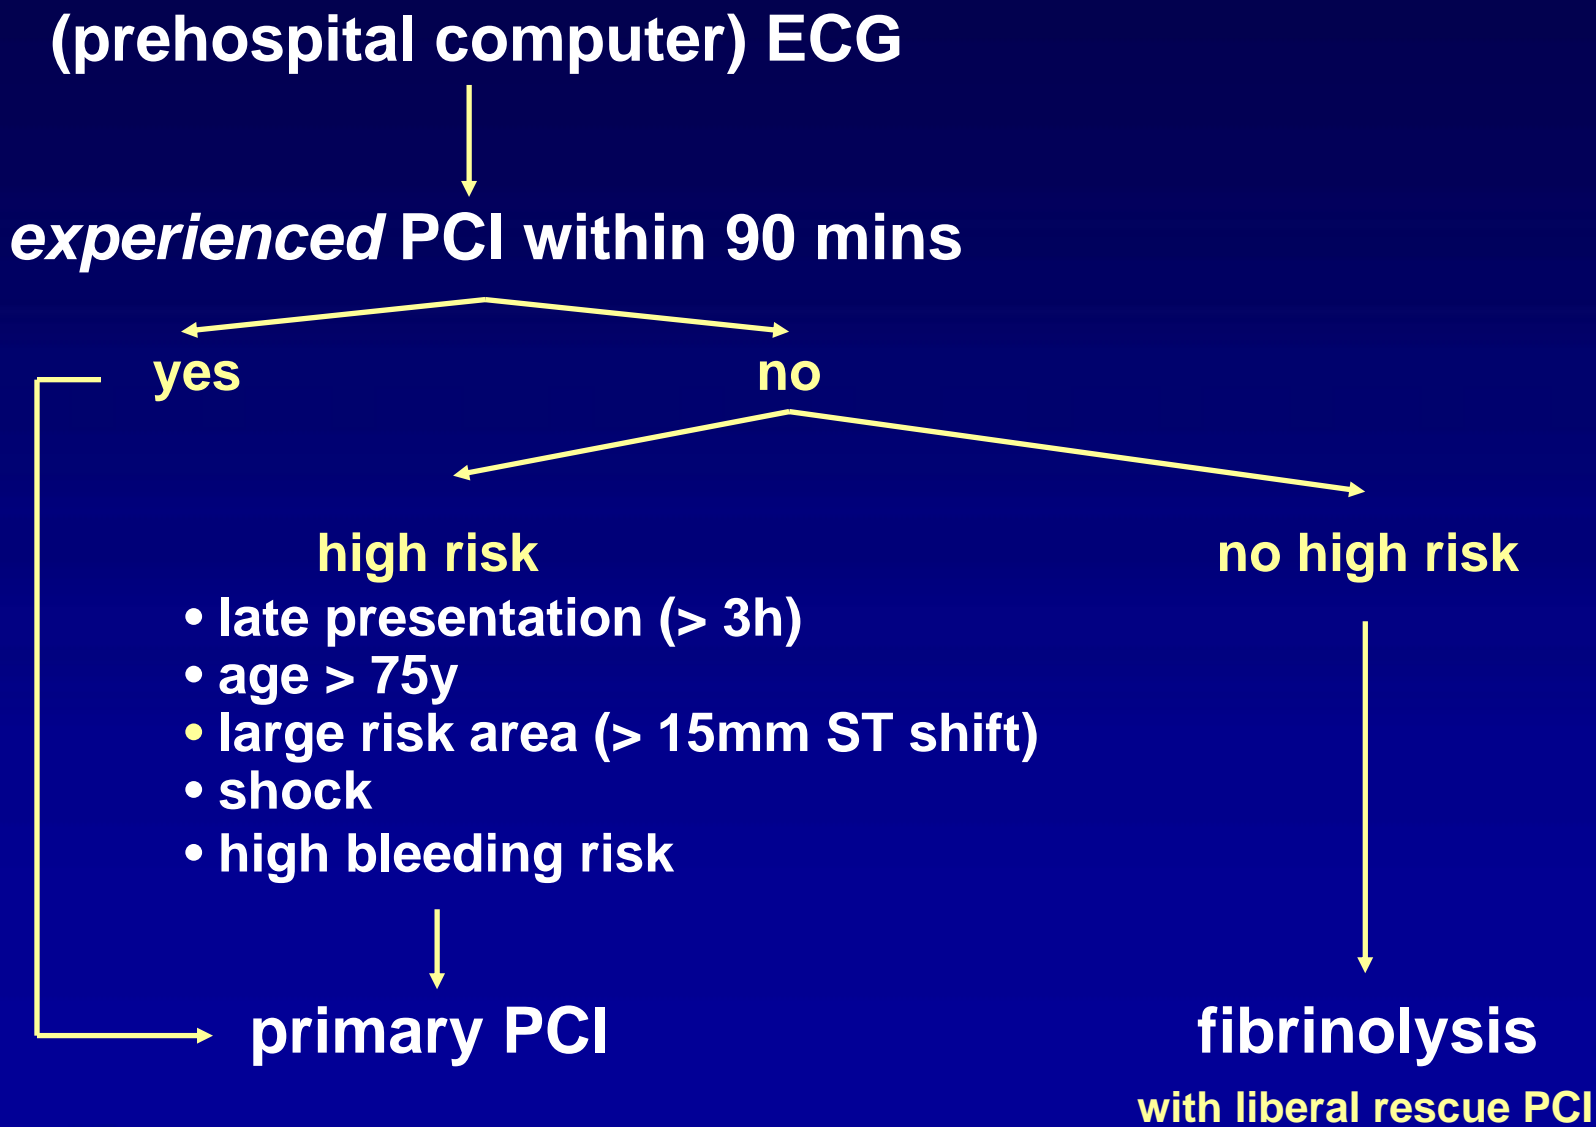 (prehospital computer) ECG
experienced PCI within 90 mins
yes
no
high risk
no high risk
• late presentation (> 3h)
• age > 75y
• large risk area (> 15mm ST shift)
• shock
• high bleeding risk
primary PCI
fibrinolysis
with liberal rescue PCI